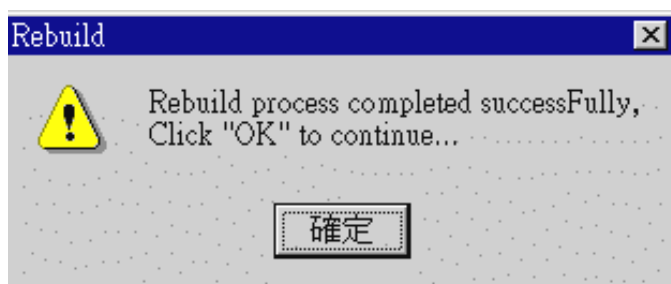 Rebuild
Rebuild process completed successFully,
Click "OK" to continue...
確定